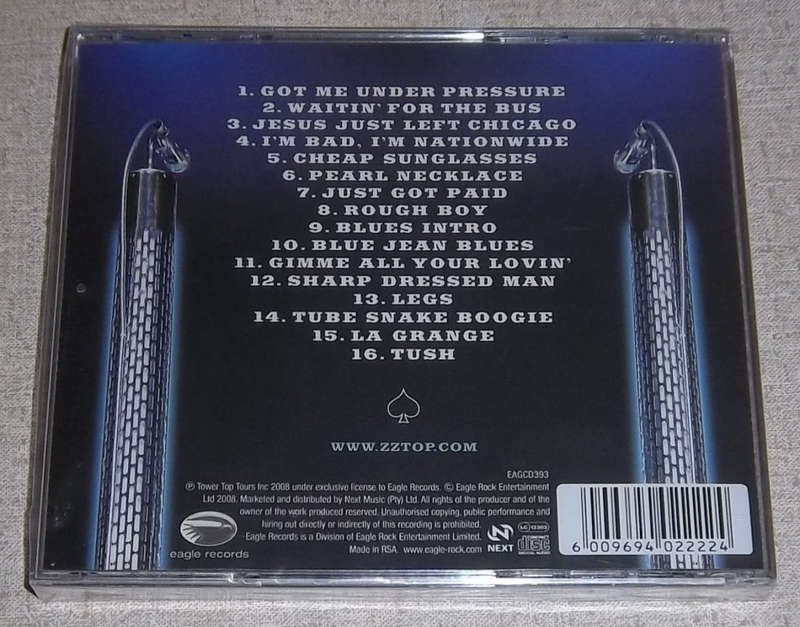 1. GOT ME UNDER PRESSURE
2. WAITIN' FOR THE BUS
3. JESUS JUST LEFT CHICAGO
4. I'M BAD, I'M NATIONWIDE
5. CHEAP SUNGLASSES
6. PEARL NECKLACE
7. JUST GOT PAID
8. ROUGH BOY
9. BLUES INTRO
10. BLUE JEAN BLUES
11. GIMME ALL YOUR LOVIN'
12. SHARP DRESSED MAN
13. LEGS
14. TUBE SNAKE BOOGIE
15. LA GRANGE
16. TUSH
WWW.ZZTOP.COM
EAGCD393
℗ Tower Top Tours Inc 2008 under exclusive license to Eagle Records. © Eagle Rock Entertainment
Ltd 2008. Marketed and distributed by Next Music (Pty) Ltd. All rights of the producer and of the
owner of the work produced reserved. Unauthorised copying, public performance and
hiring out directly or indirectly of this recording is prohibited.
Eagle Records is a Division of Eagle Rock Entertainment Limited.
Made in RSA. www.eagle-rock.com
eagle records
NEXT
COMPACT
disc
DIGITAL AUDIO
6 009694 022224